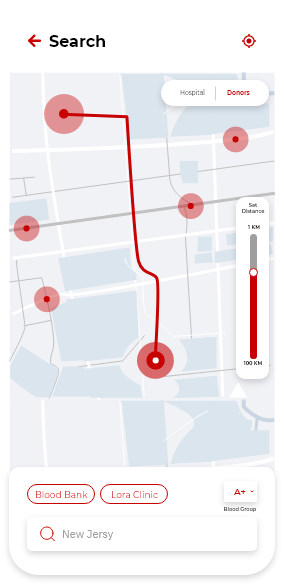 Search
Hospital
Donors
Set
Distance
1 KM
100 KM
Blood Bank
Lora Clinic
A+
Blood Group
New Jersy